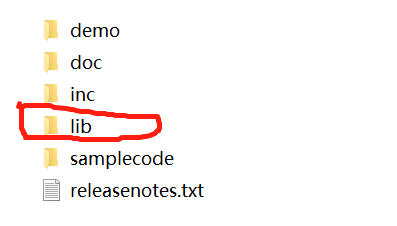 demo
doc
inc
lib
samplecode
releasenotes.txt